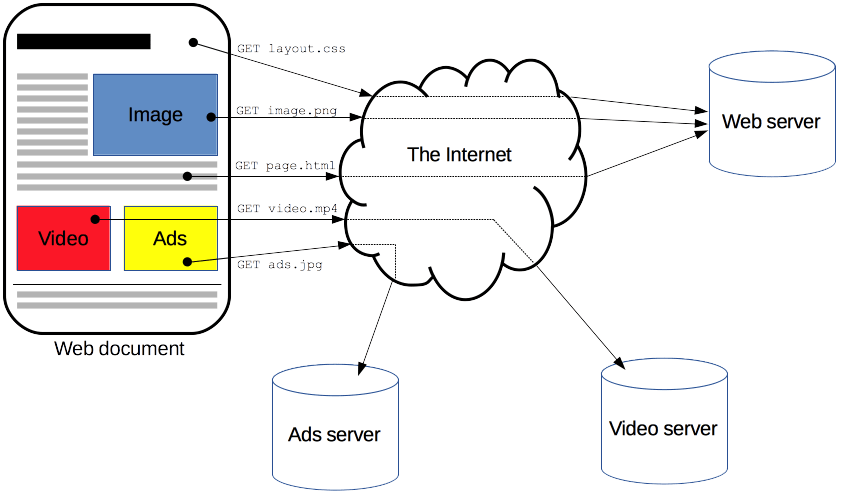 GET layout.css
Image
GET image.png
The Internet
Web server
GET page.html
GET video.mp4
Video
Ads
GET ads.jpg
Web document
Ads server
Video server